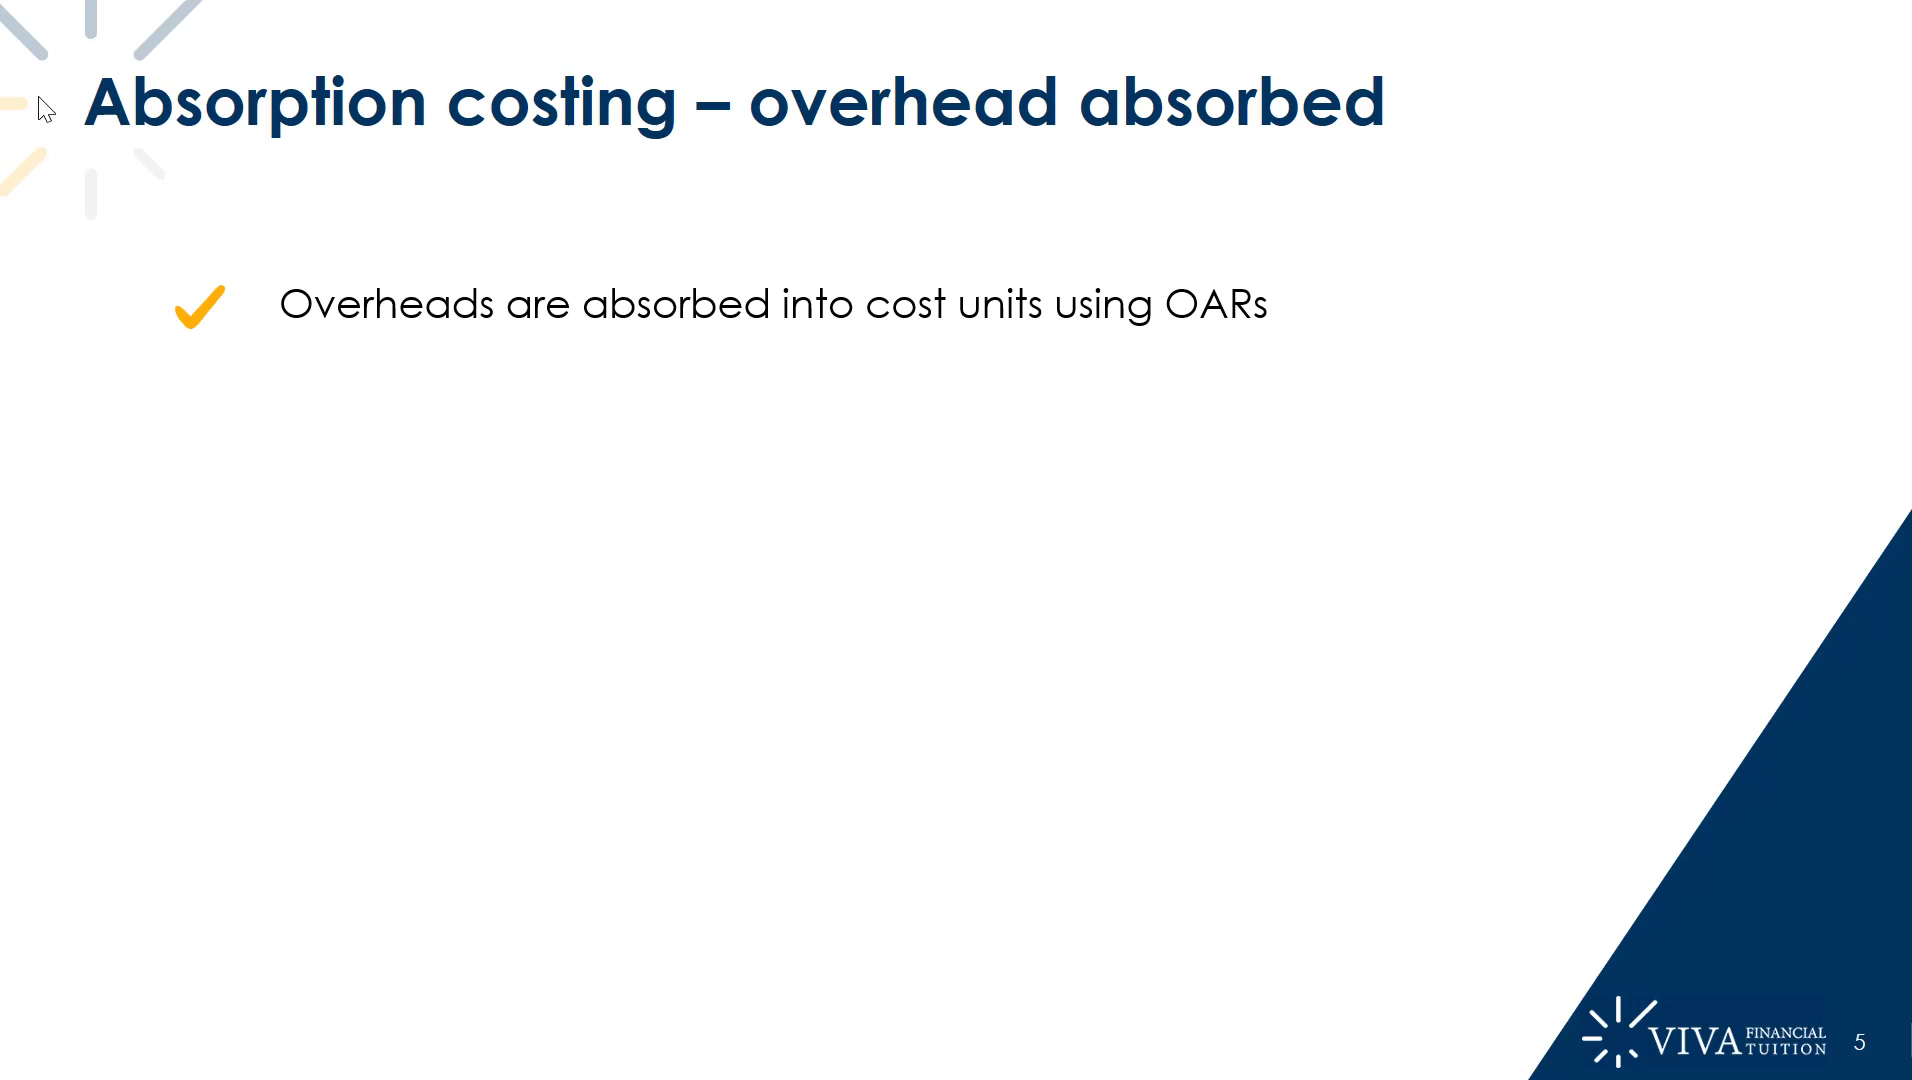 Absorption costing – overhead absorbed
Overheads are absorbed into cost units using OARs
VIVA FINANCIAL TUITION
5